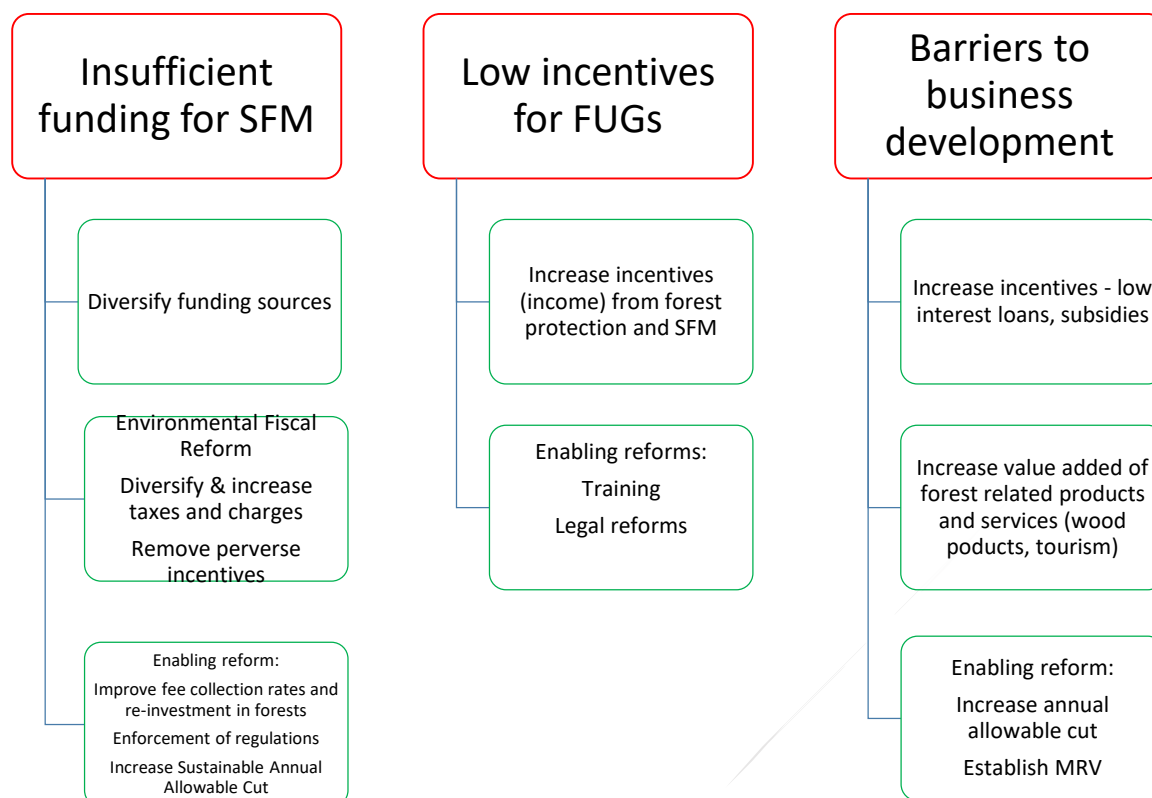 Insufficient
funding for SFM
Diversify funding sources
Environmental Fiscal
Reform
Diversify & increase
taxes and charges
Remove perverse
incentives
Enabling reform:
Improve fee collection rates and
re-investment in forests
Enforcement of regulations
Increase Sustainable Annual
Allowable Cut
Low incentives
for FUGs
Increase incentives
(income) from forest
protection and SFM
Enabling reforms:
Training
Legal reforms
Barriers to
business
development
Increase incentives - low
interest loans, subsidies
Increase value added of
forest related products
and services (wood
poducts, tourism)
Enabling reform:
Increase annual
allowable cut
Establish MRV